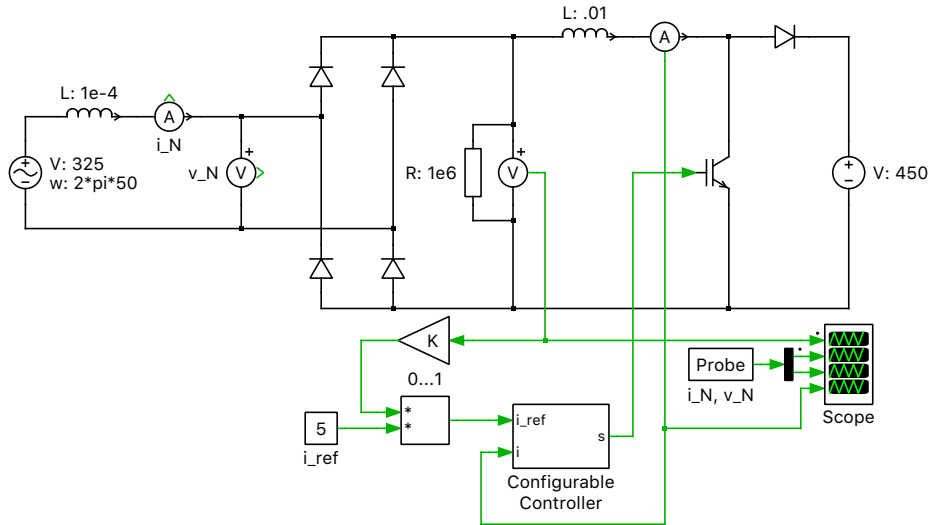 L: .01
A
L: 1e-4
A
i_N
V: 325
w: 2*pi*50
v_N
V
+
R: 1e6
V
+
V: 450
K
0...1
Probe
i_N, v_N
Scope
5
i_ref
*
*
i_ref
i
s
Configurable
Controller